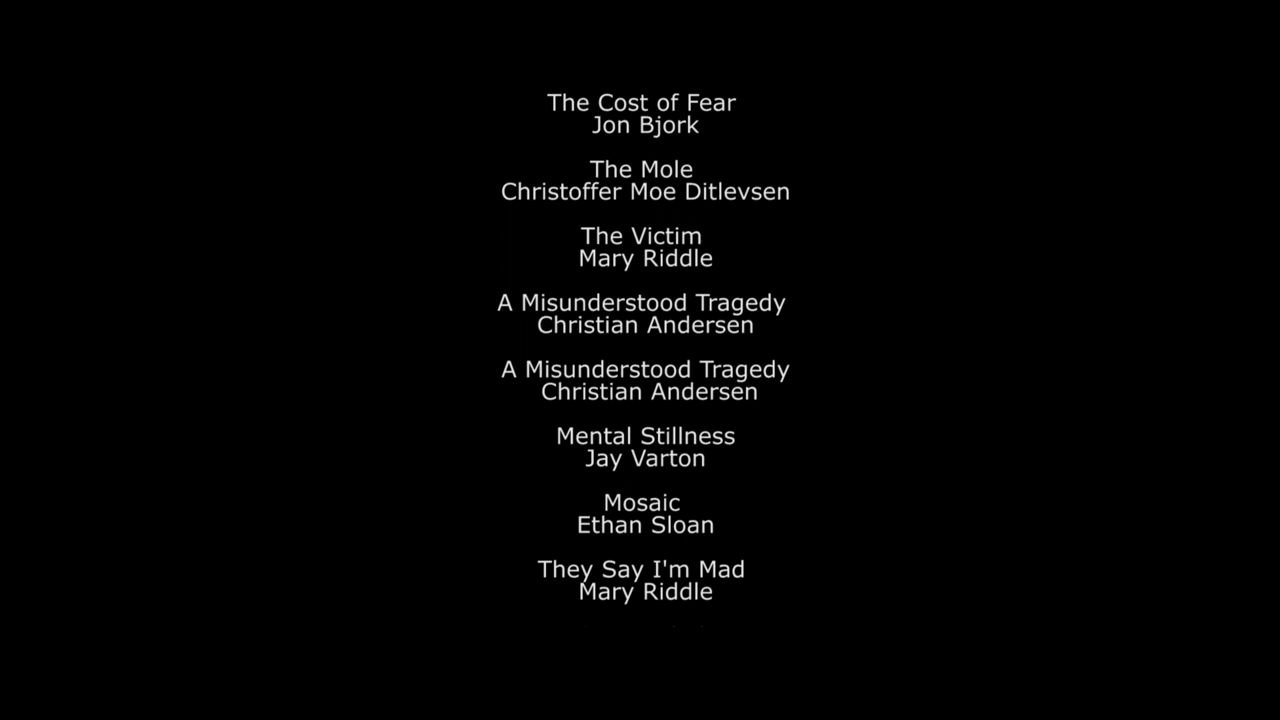 The Cost of Fear
Jon Bjork
The Mole
Christoffer Moe Ditlevsen
The Victim
Mary Riddle
A Misunderstood Tragedy
Christian Andersen
A Misunderstood Tragedy
Christian Andersen
Mental Stillness
Jay Varton
Mosaic
Ethan Sloan
They Say I'm Mad
Mary Riddle